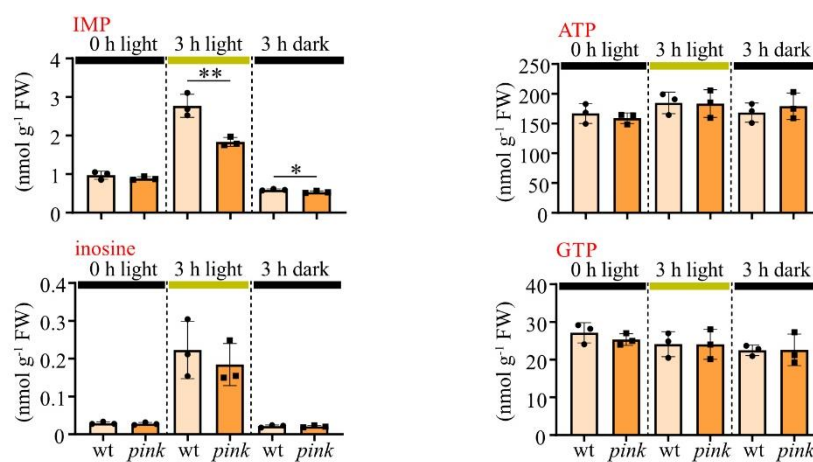 IMP
0 h light 3 h light 3 h dark
(nmol g⁻¹ FW)
4
3
2
1
0
**
*
ATP
0 h light 3 h light 3 h dark
(nmol g⁻¹ FW)
250
200
150
100
50
0
inosine
0 h light 3 h light 3 h dark
(nmol g⁻¹ FW)
0.4
0.3
0.2
0.1
0
wt pink wt pink wt pink
GTP
0 h light 3 h light 3 h dark
(nmol g⁻¹ FW)
40
30
20
10
0
wt pink wt pink wt pink